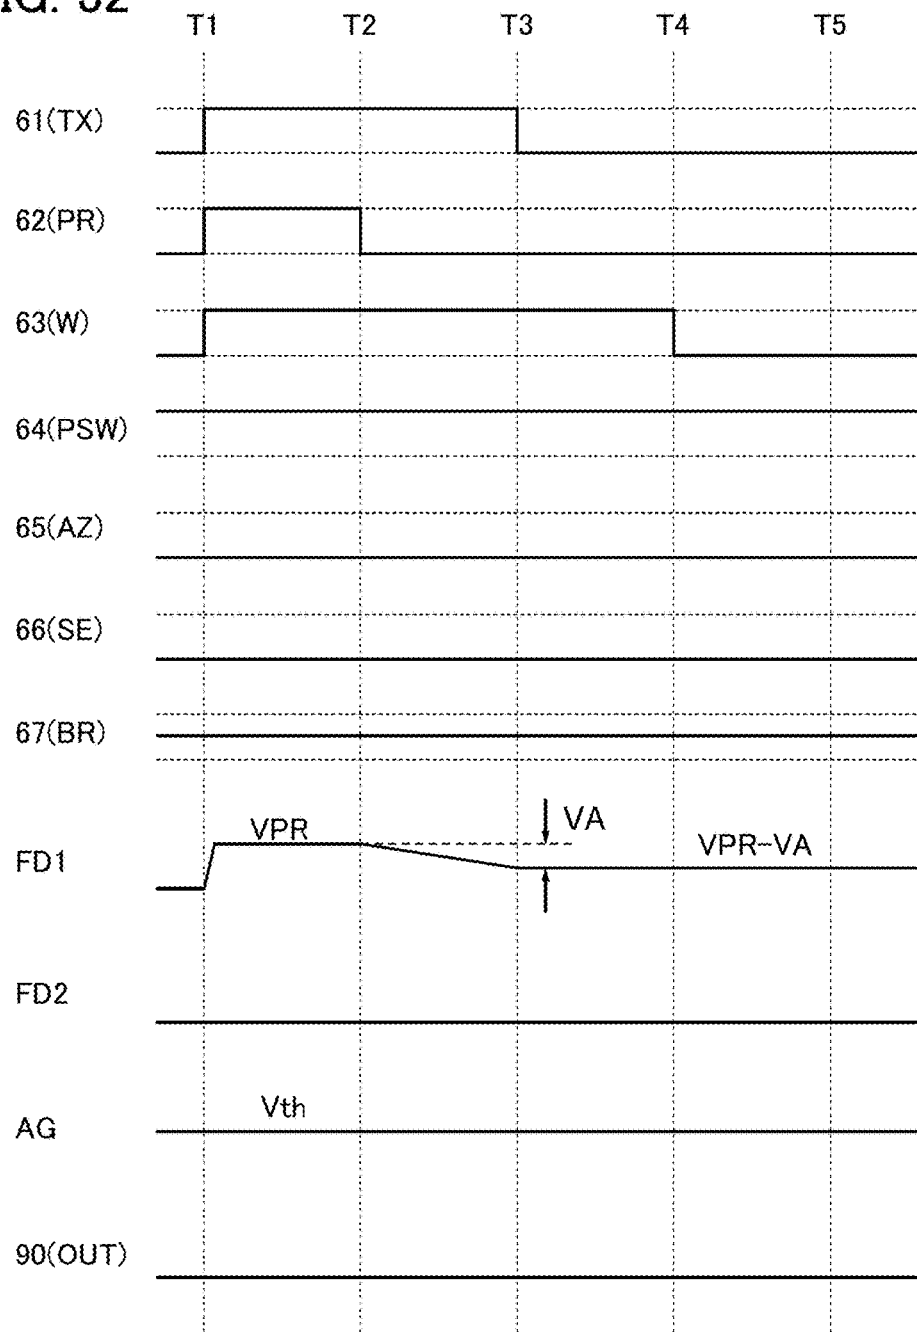 T1 T2 T3 T4 T5
61(TX)
62(PR)
63(W)
64(PSW)
65(AZ)
66(SE)
67(BR)
VPR
VA
VPR-VA
FD1
FD2
Vth
AG
90(OUT)